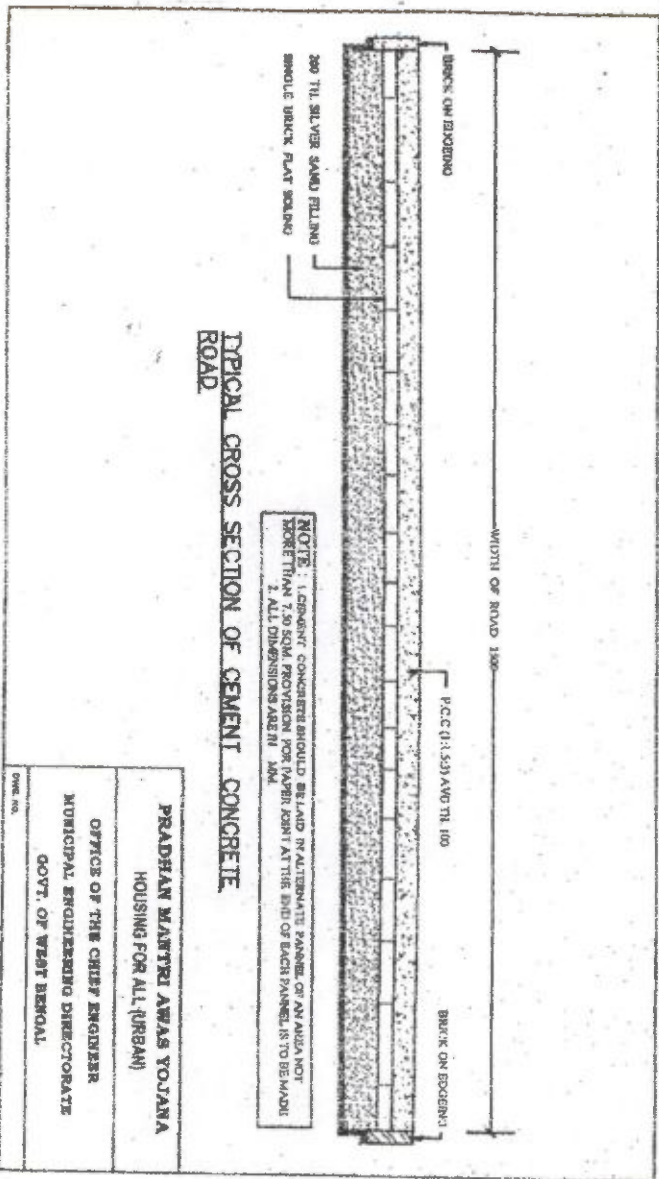 WIDTH OF ROAD 1500
BRICK ON EDGEING
P.C.C (1:1.5:3) AVG TH. 100
BRICK ON EDGEING
200 TH. SILVER SAND FILLING
SINGLE BRICK FLAT SOLING
NOTE : 1. CEMENT CONCRETE SHOULD BE LAID IN ALTERNATE PANNEL OF AN AREA NOT
MORE THAN 7.50 SQM. PROVISION FOR PAPER JOINT AT THE END OF EACH PANNEL IS TO BE MADE
2. ALL DIMENSIONS ARE IN MM.
TYPICAL CROSS SECTION OF CEMENT CONCRETE
ROAD
PRADHAN MANTRI AWAS YOJANA
HOUSING FOR ALL (URBAN)
OFFICE OF THE CHIEF ENGINEER
MUNICIPAL ENGINEERING DIRECTORATE
GOVT. OF WEST BENGAL
DWG. NO.